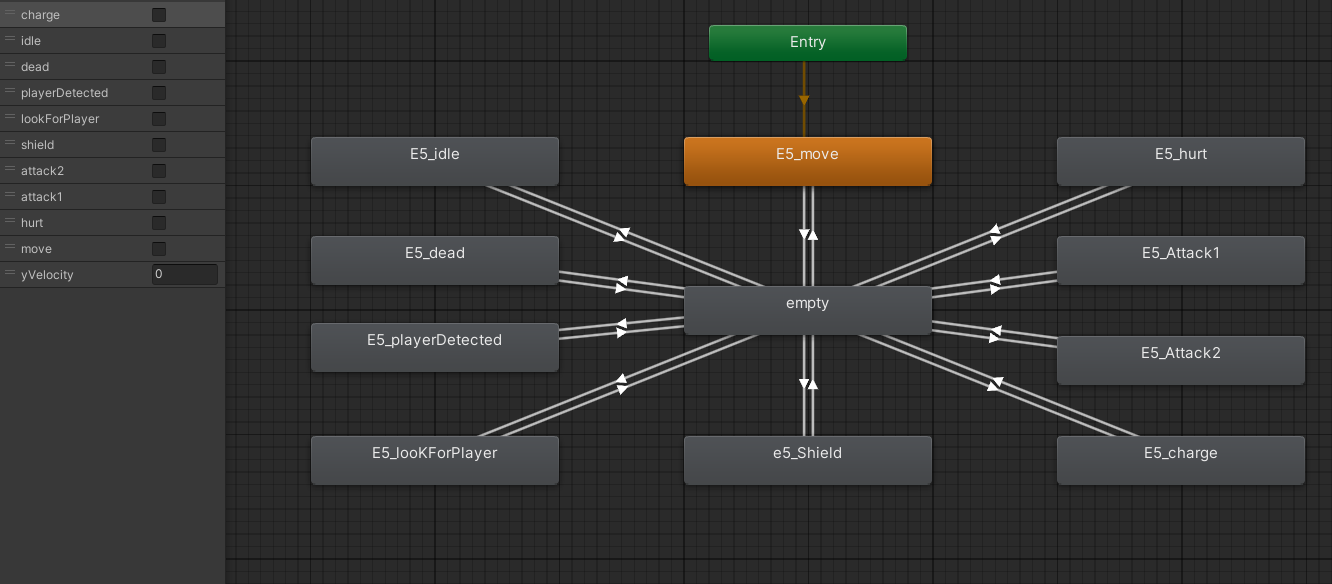 charge
idle
dead
playerDetected
lookForPlayer
shield
attack2
attack1
hurt
move
yVelocity 0
Entry
E5_idle
E5_move
E5_hurt
E5_dead
E5_Attack1
empty
E5_playerDetected
E5_Attack2
E5_looKForPlayer
e5_Shield
E5_charge